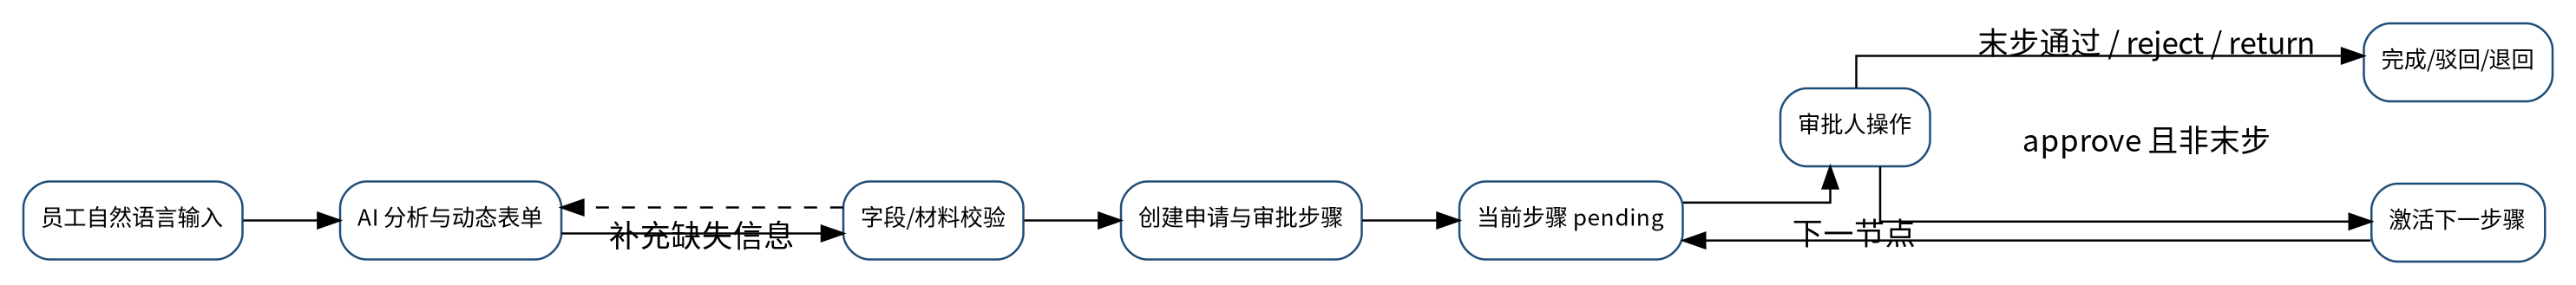 末步通过 / reject / return
完成/驳回/退回
审批人操作
approve 且非末步
员工自然语言输入
AI 分析与动态表单
补充缺失信息
字段/材料校验
创建申请与审批步骤
当前步骤 pending
下一节点
激活下一步骤